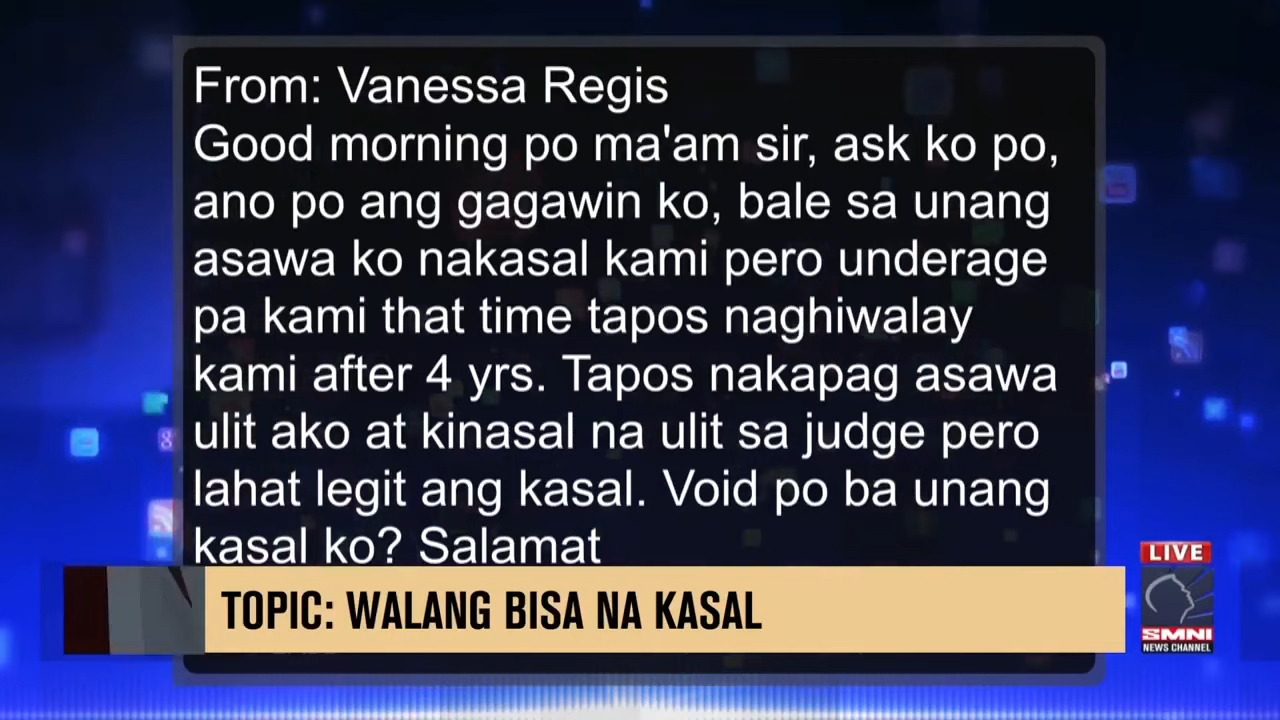 From: Vanessa Regis
Good morning po ma'am sir, ask ko po,
ano po ang gagawin ko, bale sa unang
asawa ko nakasal kami pero underage
pa kami that time tapos naghiwalay
kami after 4 yrs. Tapos nakapag asawa
ulit ako at kinasal na ulit sa judge pero
lahat legit ang kasal. Void po ba unang
kasal ko? Salamat
TOPIC: WALANG BISA NA KASAL
LIVE
SMNI
NEWS CHANNEL